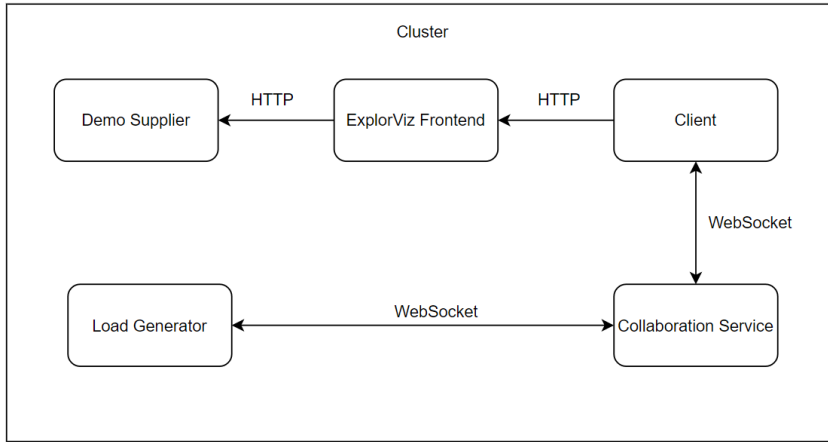 Cluster
HTTP
HTTP
Demo Supplier
ExplorViz Frontend
Client
WebSocket
WebSocket
Load Generator
Collaboration Service